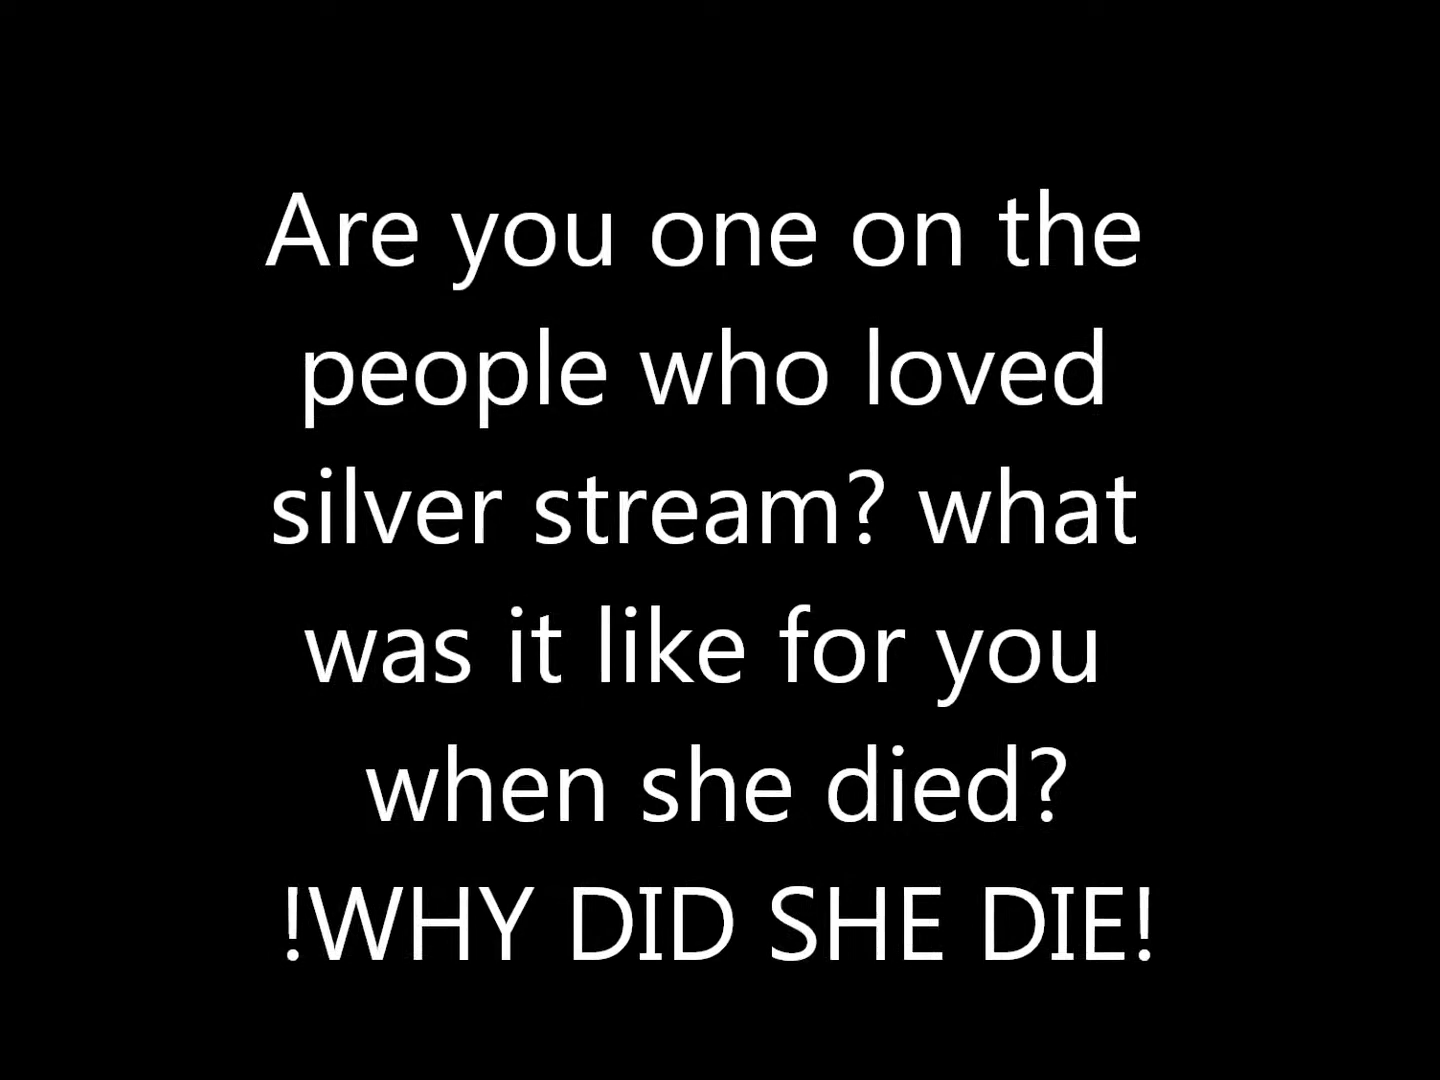 Are you one on the
people who loved
silver stream? what
was it like for you
when she died?
!WHY DID SHE DIE!